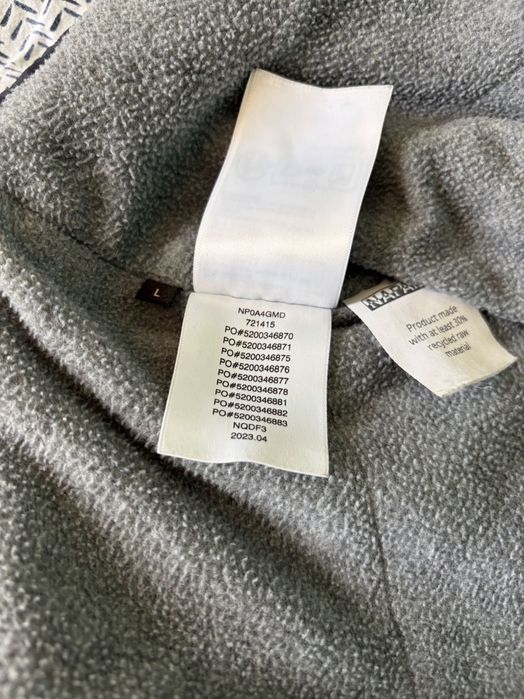 L
NP0A4GMD
721415
PO#5200346870
PO#5200346871
PO#5200346875
PO#5200346876
PO#5200346877
PO#5200346878
PO#5200346881
PO#5200346882
PO#5200346883
NQDF3
2023.04
Product made
with at least 30%
recycled raw
material